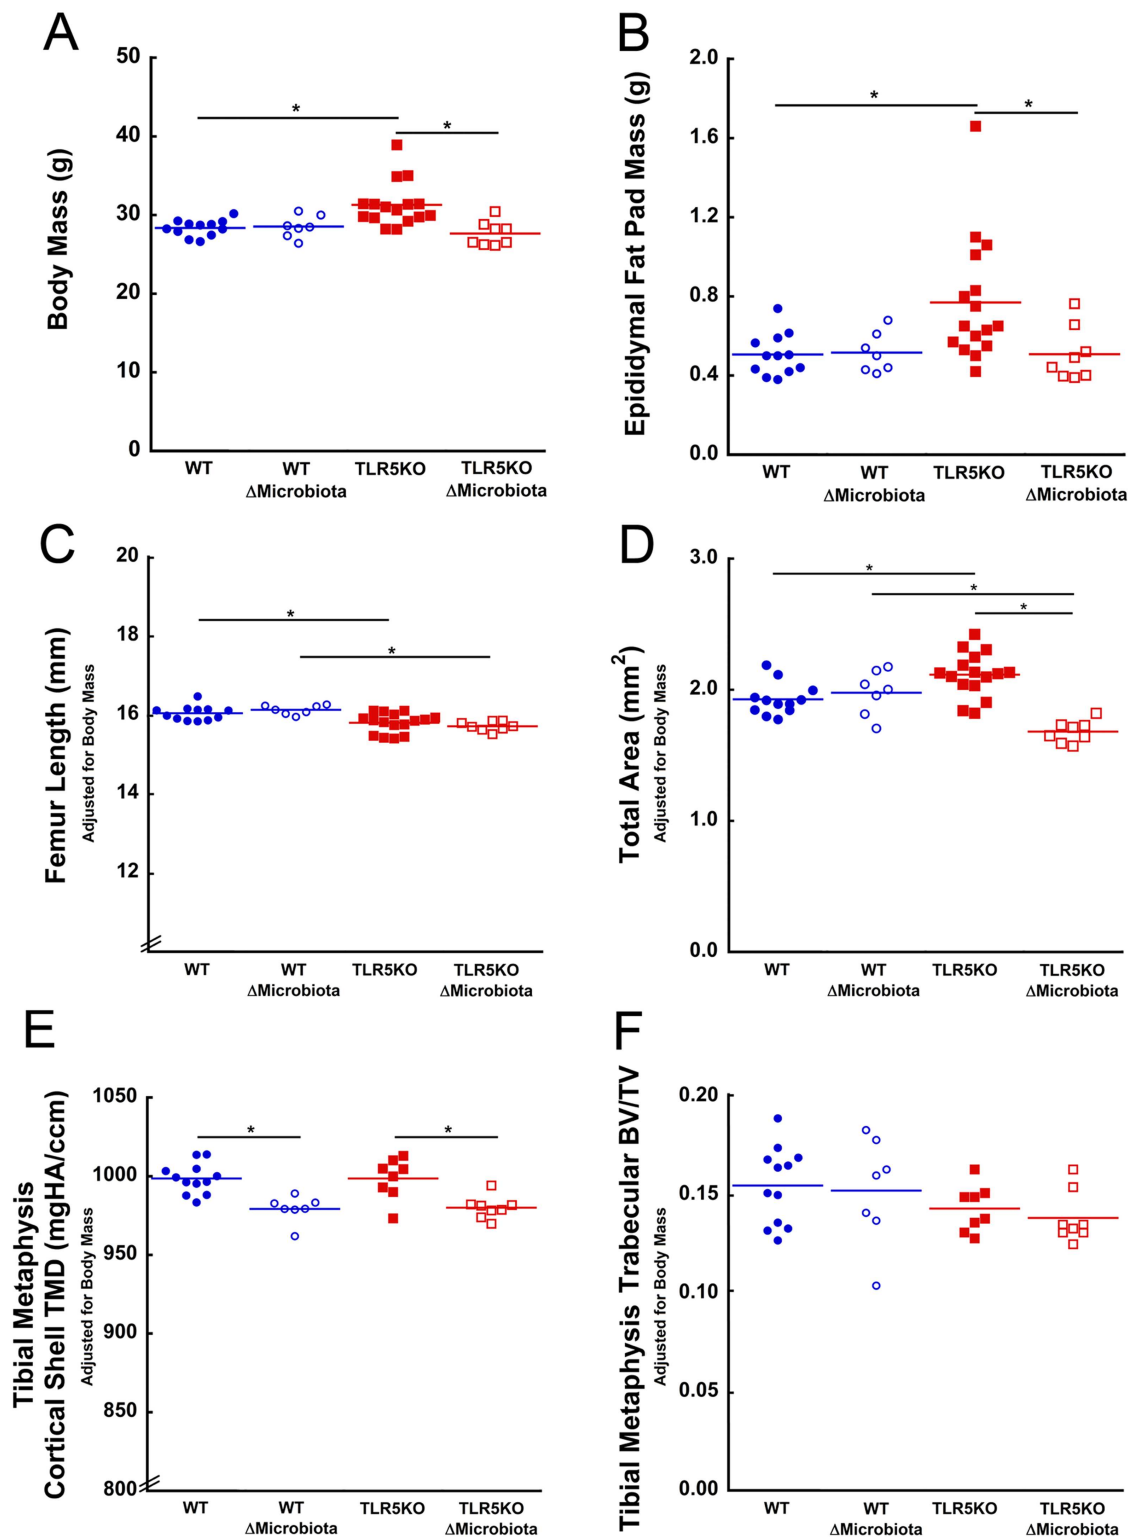 A
Body Mass (g)
50
40
30
20
10
0
*
*
WT
WT
ΔMicrobiota
TLR5KO
TLR5KO
ΔMicrobiota
B
Epididymal Fat Pad Mass (g)
2.0
1.6
1.2
0.8
0.4
0.0
*
*
WT
WT
ΔMicrobiota
TLR5KO
TLR5KO
ΔMicrobiota
C
Femur Length (mm)
Adjusted for Body Mass
20
18
16
14
12
*
*
WT
WT
ΔMicrobiota
TLR5KO
TLR5KO
ΔMicrobiota
D
Total Area (mm²)
Adjusted for Body Mass
3.0
2.0
1.0
0.0
*
*
*
WT
WT
ΔMicrobiota
TLR5KO
TLR5KO
ΔMicrobiota
E
Tibial Metaphysis
Cortical Shell TMD (mgHA/ccm)
Adjusted for Body Mass
1050
1000
950
900
850
800
*
*
WT
WT
ΔMicrobiota
TLR5KO
TLR5KO
ΔMicrobiota
F
Tibial Metaphysis Trabecular BV/TV
Adjusted for Body Mass
0.20
0.15
0.10
0.05
0.00
WT
WT
ΔMicrobiota
TLR5KO
TLR5KO
ΔMicrobiota